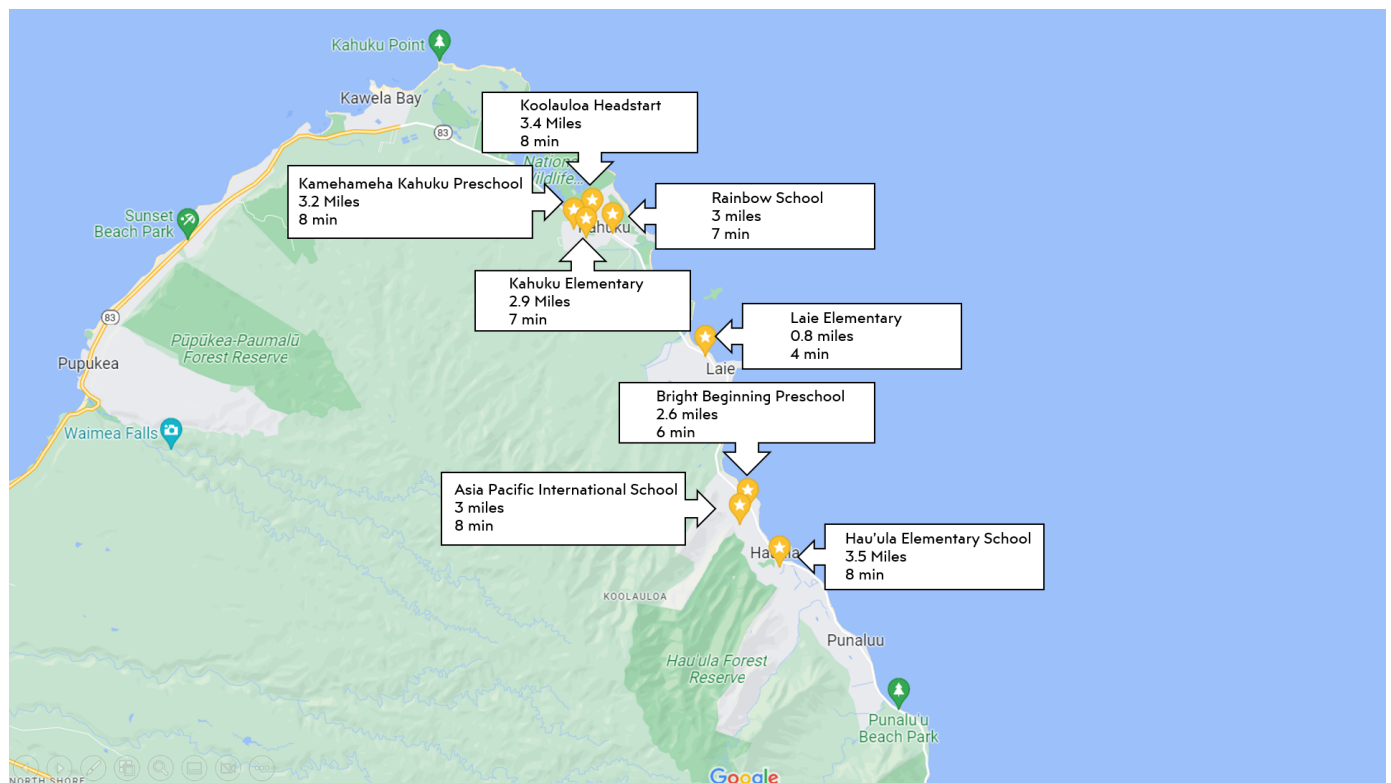 Kahuku Point
Kawela Bay
83
Koolauloa Headstart
3.4 Miles
8 min
Nation
Wildlife...
Kamehameha Kahuku Preschool
3.2 Miles
8 min
Rainbow School
3 miles
7 min
Sunset
Beach Park
Kahuku
Kahuku Elementary
2.9 Miles
7 min
83
Pūpūkea-Paumalū
Forest Reserve
Pupukea
Laie Elementary
0.8 miles
4 min
Laie
Bright Beginning Preschool
2.6 miles
6 min
Waimea Falls
Asia Pacific International School
3 miles
8 min
Hau'ula Elementary School
3.5 Miles
8 min
KOOLAULOA
Punaluu
Hau'ula Forest
Reserve
Punalu'u
Beach Park
NORTH SHORE
Google